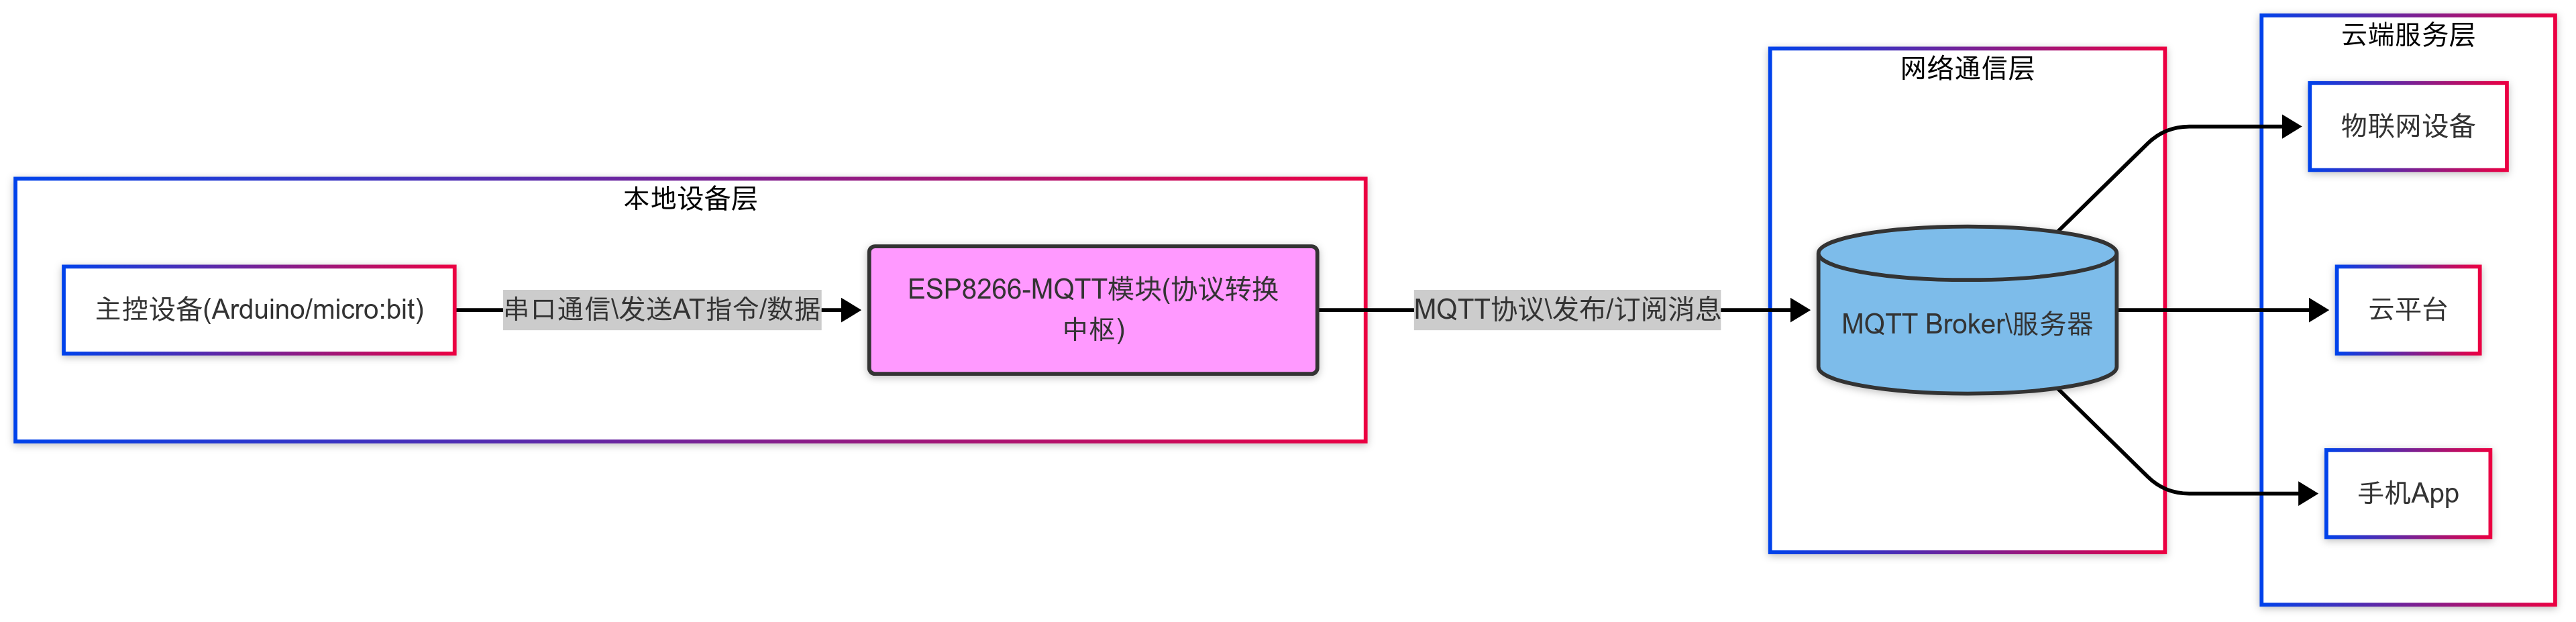 本地设备层
主控设备(Arduino/micro:bit)
串口通信\发送AT指令/数据
ESP8266-MQTT模块(协议转换
中枢)
MQTT协议\发布/订阅消息
网络通信层
MQTT Broker\服务器
云端服务层
物联网设备
云平台
手机App